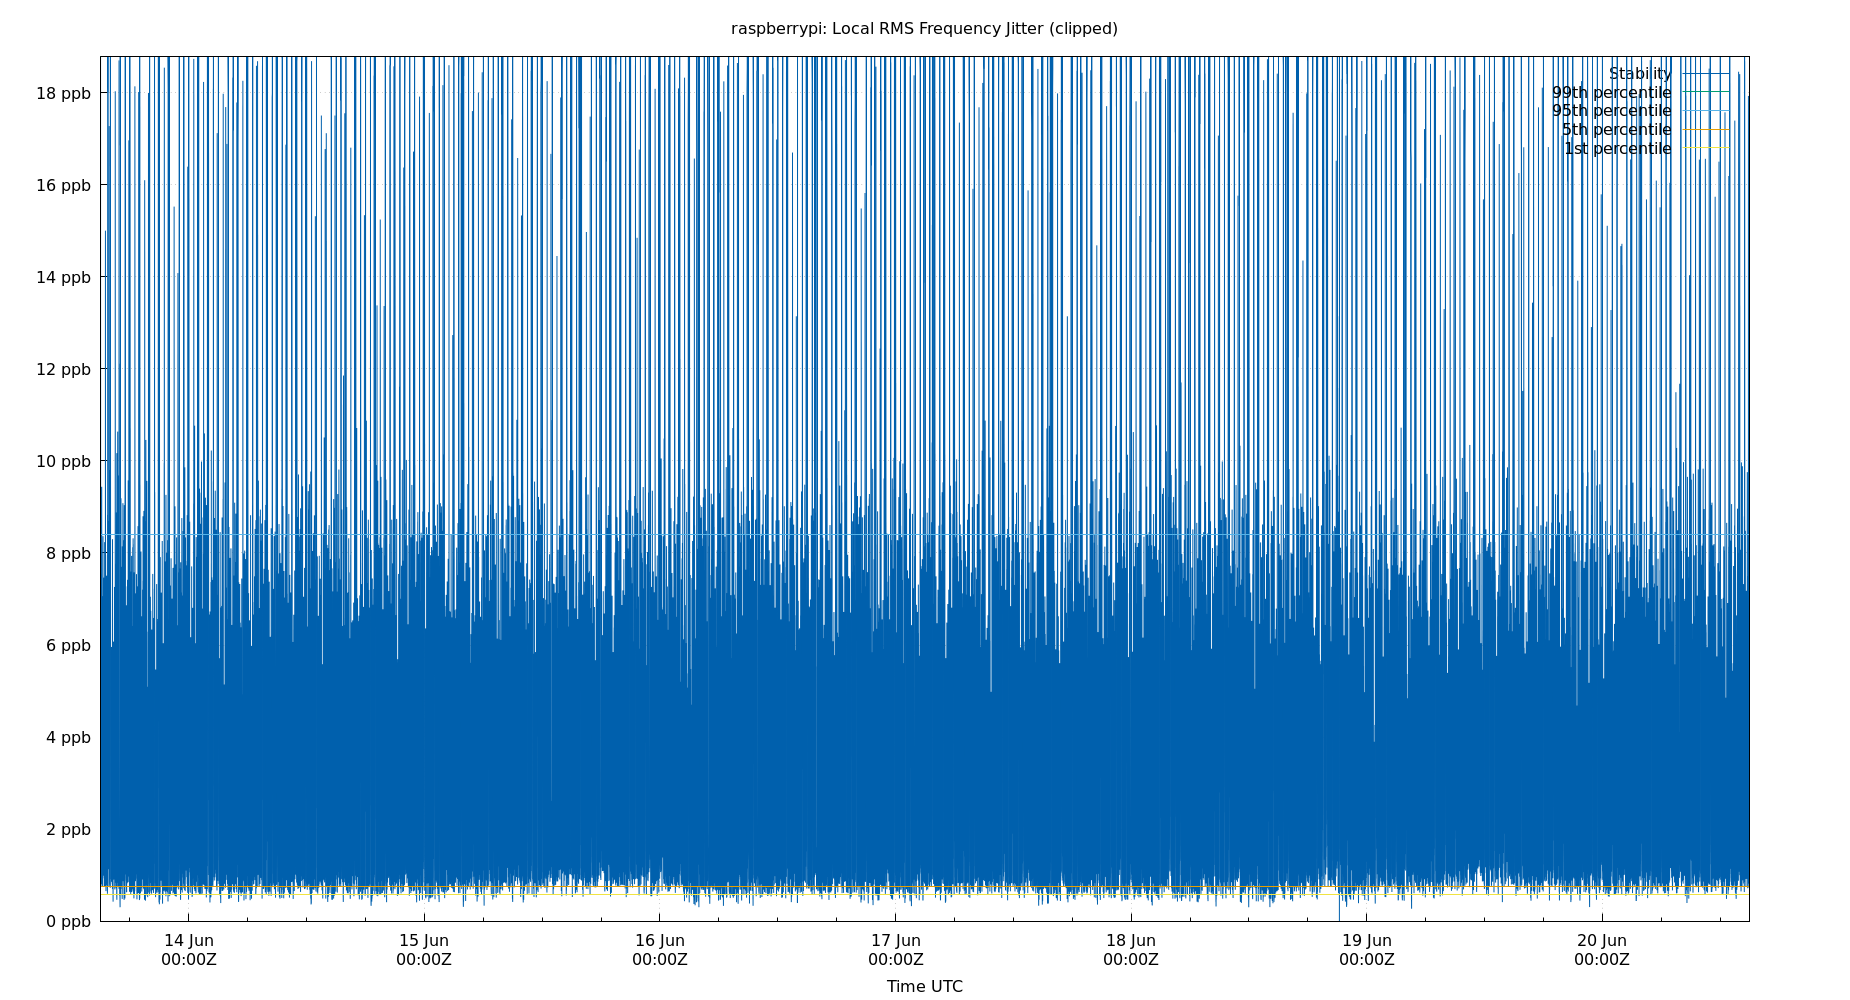 raspberrypi: Local RMS Frequency Jitter (clipped)
Stability
99th percentile
95th percentile
5th percentile
1st percentile
18 ppb
16 ppb
14 ppb
12 ppb
10 ppb
8 ppb
6 ppb
4 ppb
2 ppb
0 ppb
14 Jun 15 Jun 16 Jun 17 Jun 18 Jun 19 Jun 20 Jun
00:00Z 00:00Z 00:00Z 00:00Z 00:00Z 00:00Z 00:00Z
Time UTC